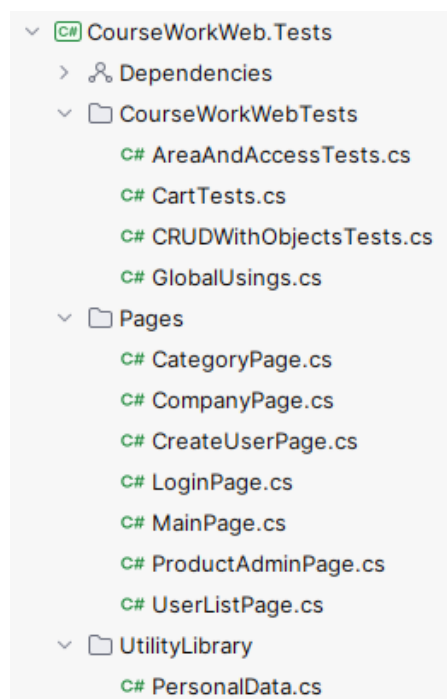 C# CourseWorkWeb.Tests
Dependencies
CourseWorkWebTests
C# AreaAndAccessTests.cs
C# CartTests.cs
C# CRUDWithObjectsTests.cs
C# GlobalUsings.cs
Pages
C# CategoryPage.cs
C# CompanyPage.cs
C# CreateUserPage.cs
C# LoginPage.cs
C# MainPage.cs
C# ProductAdminPage.cs
C# UserListPage.cs
UtilityLibrary
C# PersonalData.cs